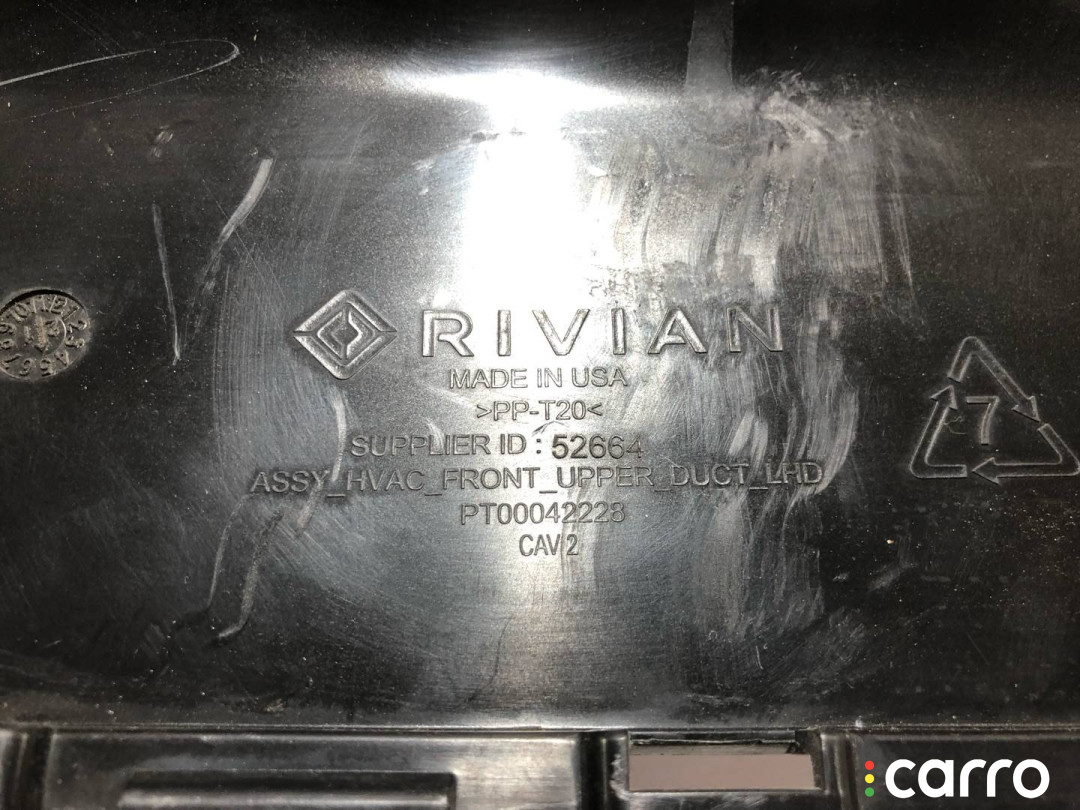 RIVIAN
MADE IN USA
>PP-T20<
SUPPLIER ID : 52664
ASSY_HVAC_FRONT_UPPER_DUCT_LHD
PT00042228
CAV 2
7
carro